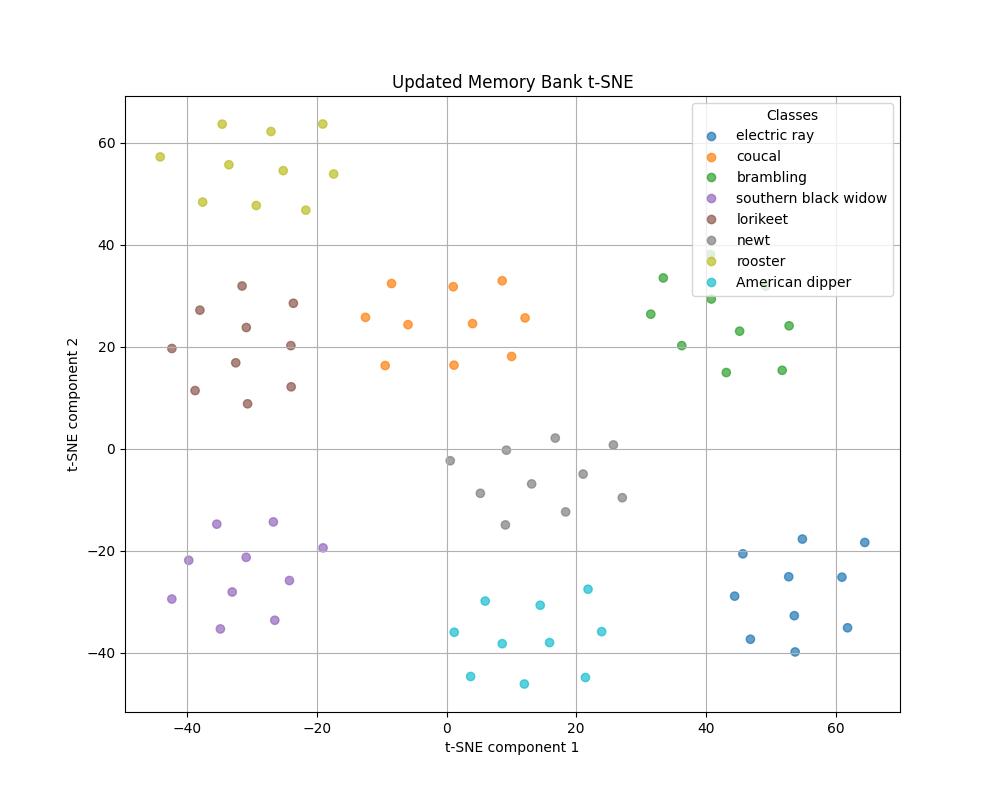 Updated Memory Bank t-SNE
Classes
electric ray
coucal
brambling
southern black widow
lorikeet
newt
rooster
American dipper
60
40
20
0
−20
−40
t-SNE component 2
−40 −20 0 20 40 60
t-SNE component 1